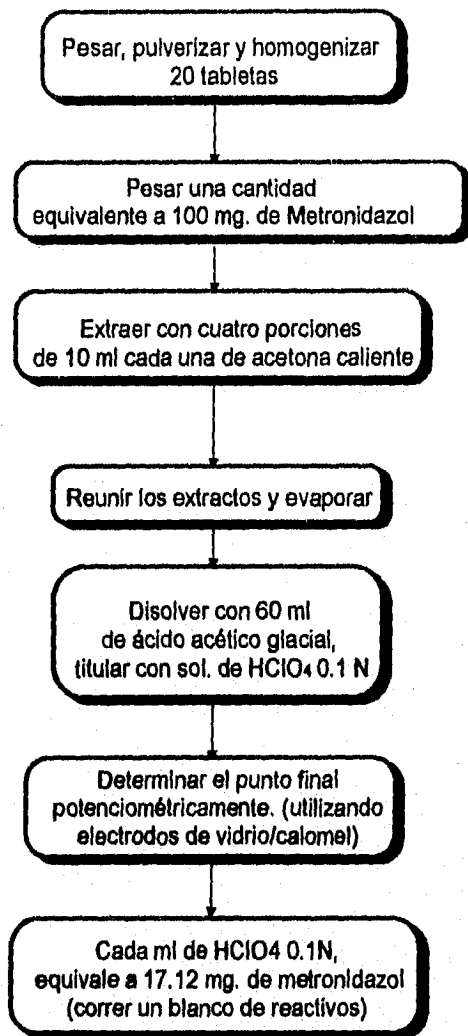 Pesar, pulverizar y homogenizar
20 tabletas
Pesar una cantidad
equivalente a 100 mg. de Metronidazol
Extraer con cuatro porciones
de 10 ml cada una de acetona caliente
Reunir los extractos y evaporar
Disolver con 60 ml
de ácido acético glacial,
titular con sol. de HClO₄ 0.1 N
Determinar el punto final
potenciométricamente. (utilizando
electrodos de vidrio/calomel)
Cada ml de HClO4 0.1N,
equivale a 17.12 mg. de metronidazol
(correr un blanco de reactivos)